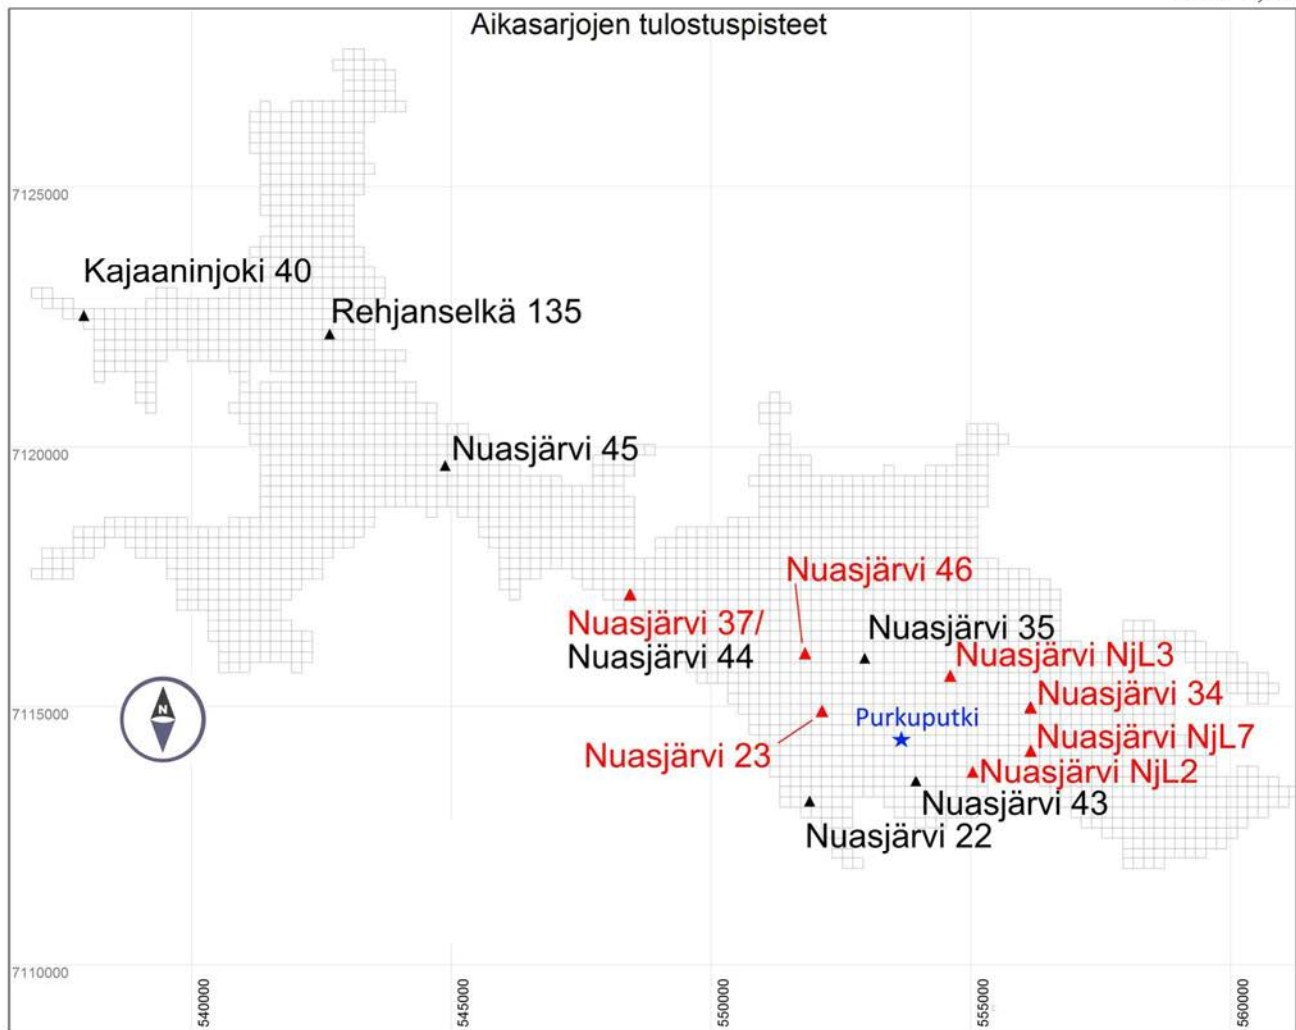 Aikasarjojen tulostuspisteet
7125000
Kajaaninjoki 40
Rehjanselkä 135
Nuasjärvi 45
7120000
Nuasjärvi 46
Nuasjärvi 37/
Nuasjärvi 44
Nuasjärvi 35
Nuasjärvi NjL3
N
Nuasjärvi 34
7115000
Purkuputki
Nuasjärvi NjL7
Nuasjärvi 23
Nuasjärvi NjL2
Nuasjärvi 43
Nuasjärvi 22
7110000
540000
545000
550000
555000
560000